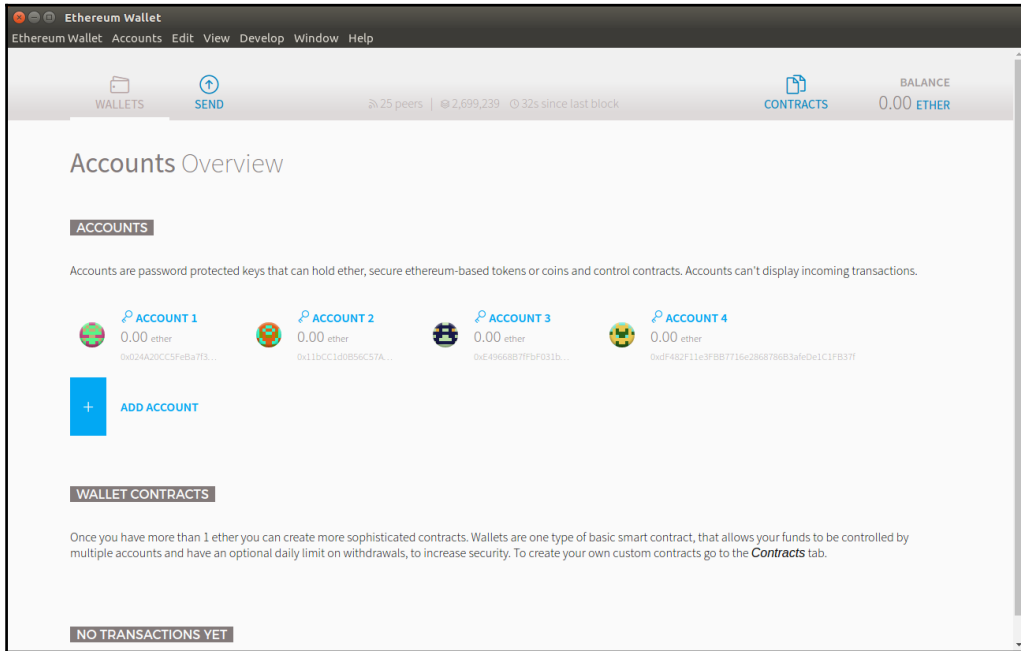 Ethereum Wallet
Ethereum Wallet Accounts Edit View Develop Window Help
WALLETS SEND 25 peers | 2,699,239 32s since last block CONTRACTS BALANCE
0.00 ETHER
Accounts Overview
ACCOUNTS
Accounts are password protected keys that can hold ether, secure ethereum-based tokens or coins and control contracts. Accounts can't display incoming transactions.
ACCOUNT 1 ACCOUNT 2 ACCOUNT 3 ACCOUNT 4
0.00 ether 0.00 ether 0.00 ether 0.00 ether
0x024A20CC5FeBa7f3... 0x11bCC1d0B56C57A... 0xE49668B7fFbF031b... 0xdF482F11e3FBB7716e2868786B3afeDe1C1FB37f
+ ADD ACCOUNT
WALLET CONTRACTS
Once you have more than 1 ether you can create more sophisticated contracts. Wallets are one type of basic smart contract, that allows your funds to be controlled by
multiple accounts and have an optional daily limit on withdrawals, to increase security. To create your own custom contracts go to the Contracts tab.
NO TRANSACTIONS YET